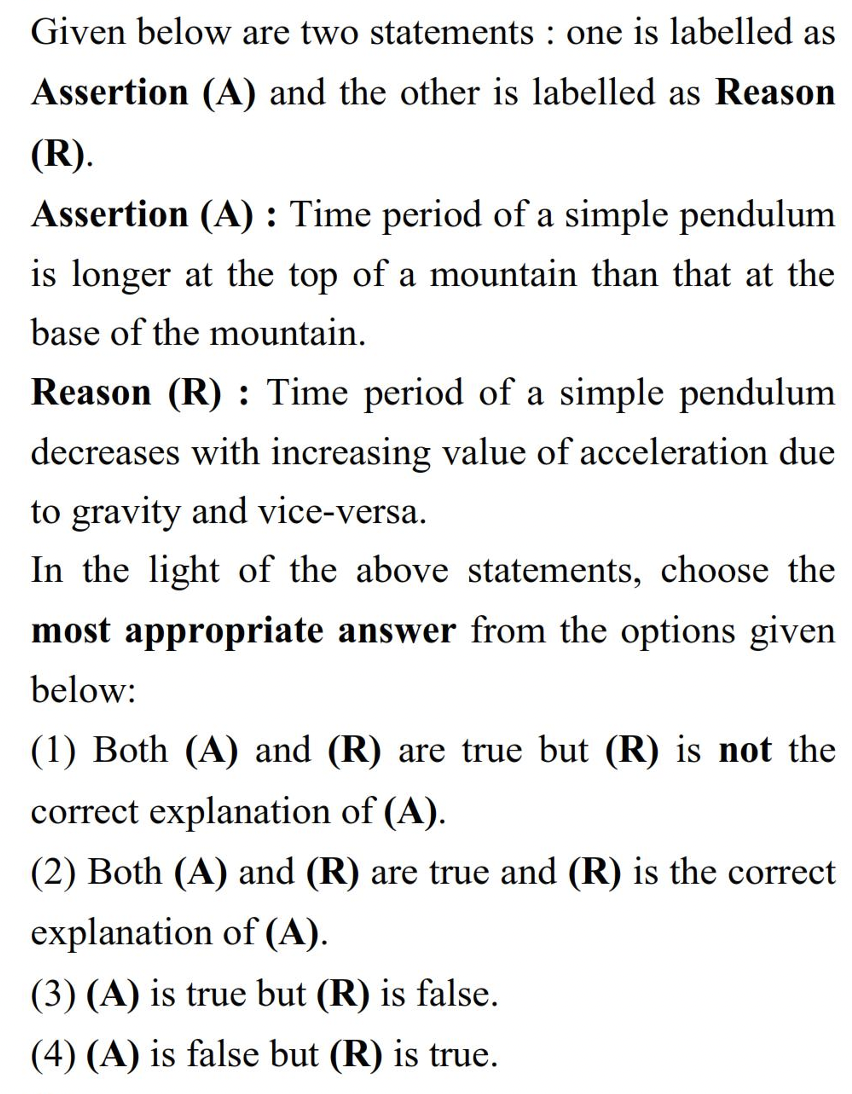 Given below are two statements : one is labelled as
Assertion (A) and the other is labelled as Reason
(R).
Assertion (A) : Time period of a simple pendulum
is longer at the top of a mountain than that at the
base of the mountain.
Reason (R) : Time period of a simple pendulum
decreases with increasing value of acceleration due
to gravity and vice-versa.
In the light of the above statements, choose the
most appropriate answer from the options given
below:
(1) Both (A) and (R) are true but (R) is not the
correct explanation of (A).
(2) Both (A) and (R) are true and (R) is the correct
explanation of (A).
(3) (A) is true but (R) is false.
(4) (A) is false but (R) is true.